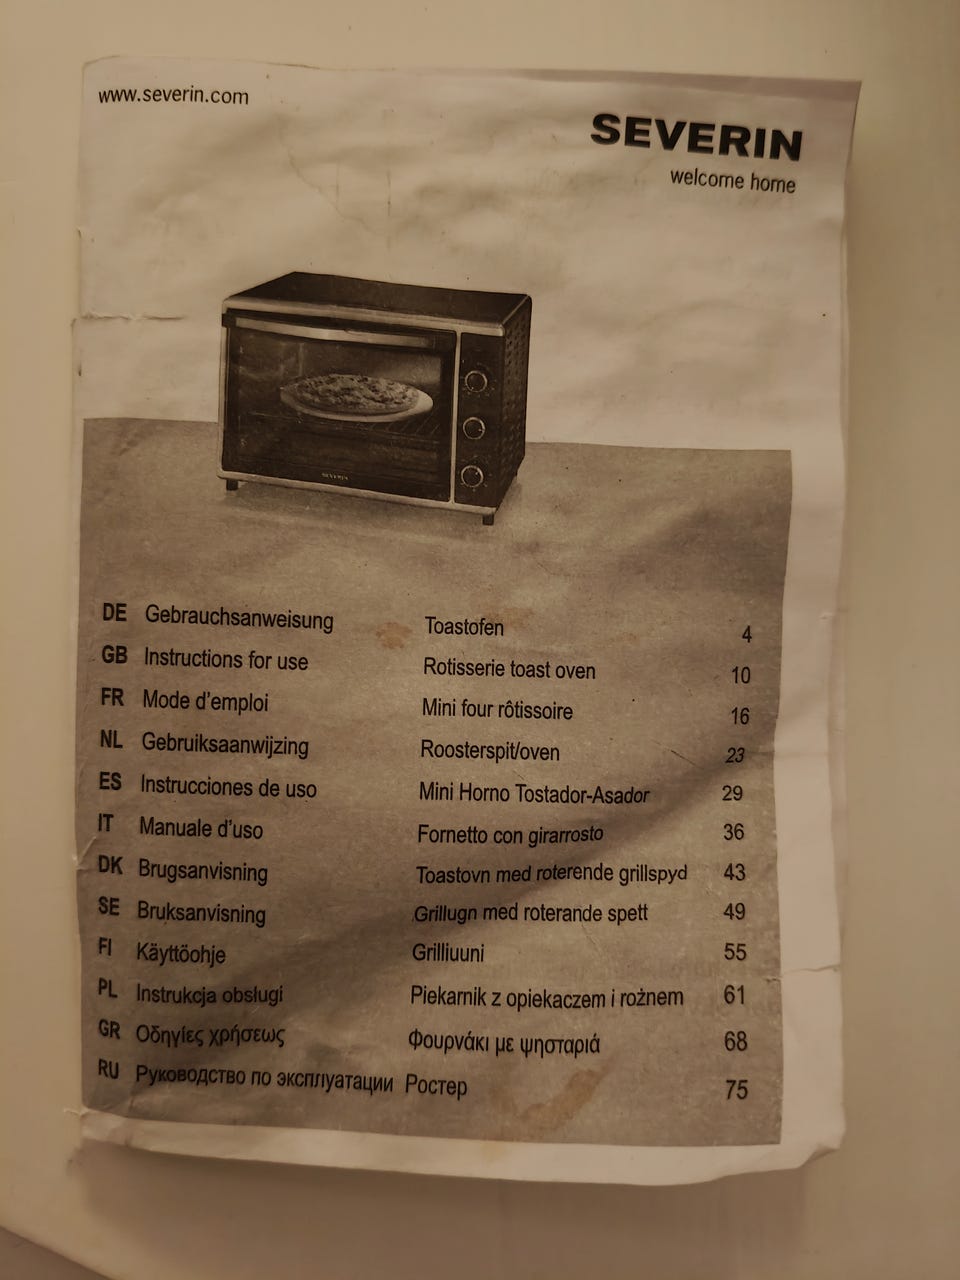 www.severin.com
SEVERIN
welcome home
SEVERIN
DE Gebrauchsanweisung Toastofen 4
GB Instructions for use Rotisserie toast oven 10
FR Mode d'emploi Mini four rôtissoire 16
NL Gebruiksaanwijzing Roosterspit/oven 23
ES Instrucciones de uso Mini Horno Tostador-Asador 29
IT Manuale d'uso Fornetto con girarrosto 36
DK Brugsanvisning Toastovn med roterende grillspyd 43
SE Bruksanvisning Grillugn med roterande spett 49
FI Käyttöohje Grilliuuni 55
PL Instrukcja obsługi Piekarnik z opiekaczem i rożnem 61
GR Οδηγίες χρήσεως Φουρνάκι με ψησταριά 68
RU Руководство по эксплуатации Ростер 75